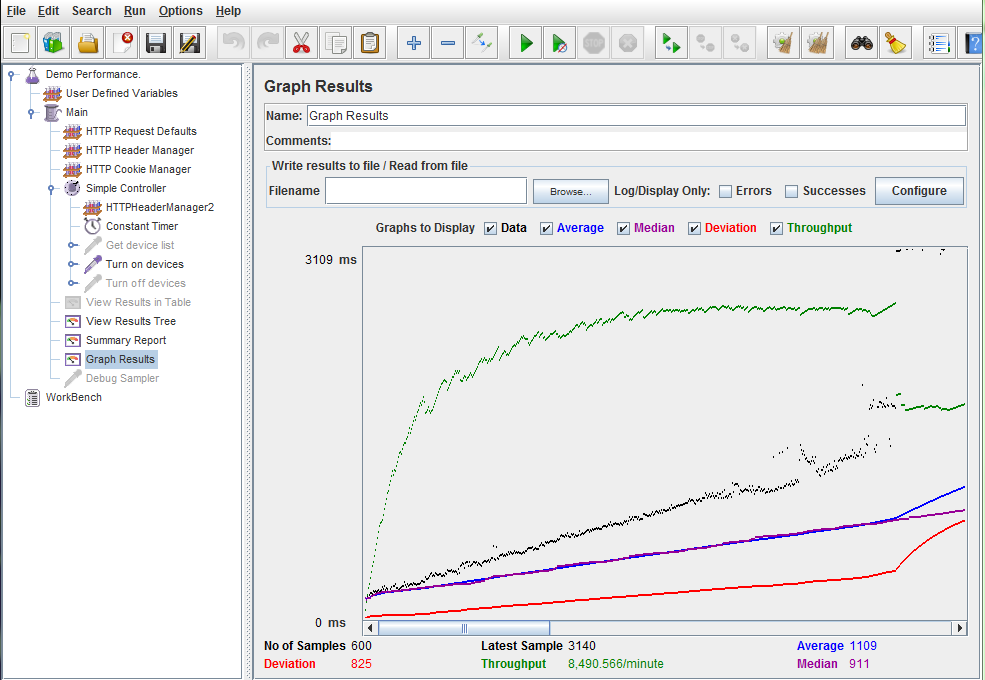 File Edit Search Run Options Help
STOP
?
Demo Performance.
User Defined Variables
Main
HTTP Request Defaults
HTTP Header Manager
HTTP Cookie Manager
Simple Controller
HTTPHeaderManager2
Constant Timer
Get device list
Turn on devices
Turn off devices
View Results in Table
View Results Tree
Summary Report
Graph Results
Debug Sampler
WorkBench
Graph Results
Name: Graph Results
Comments:
Write results to file / Read from file
Filename Browse... Log/Display Only: Errors Successes Configure
Graphs to Display Data Average Median Deviation Throughput
3109 ms
0 ms
No of Samples 600 Latest Sample 3140 Average 1109
Deviation 825 Throughput 8,490.566/minute Median 911